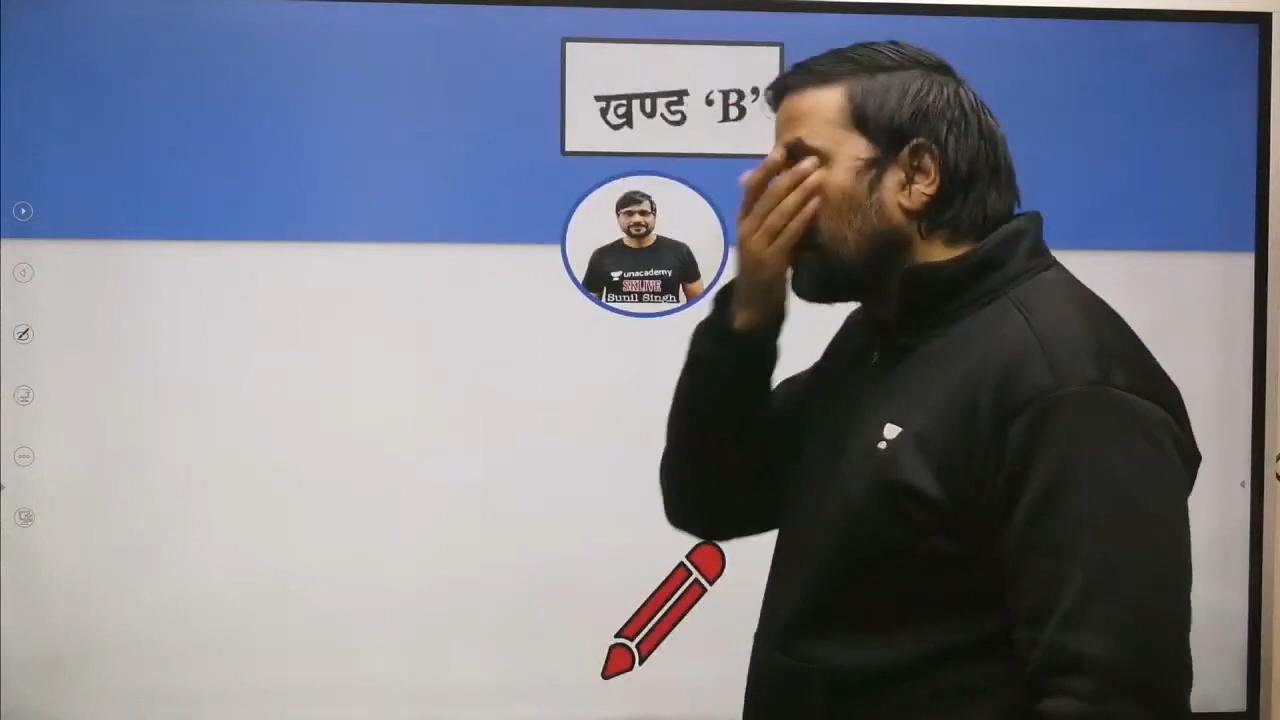 खण्ड ‘B’
unacademy
SKLIVE
Sunil Singh